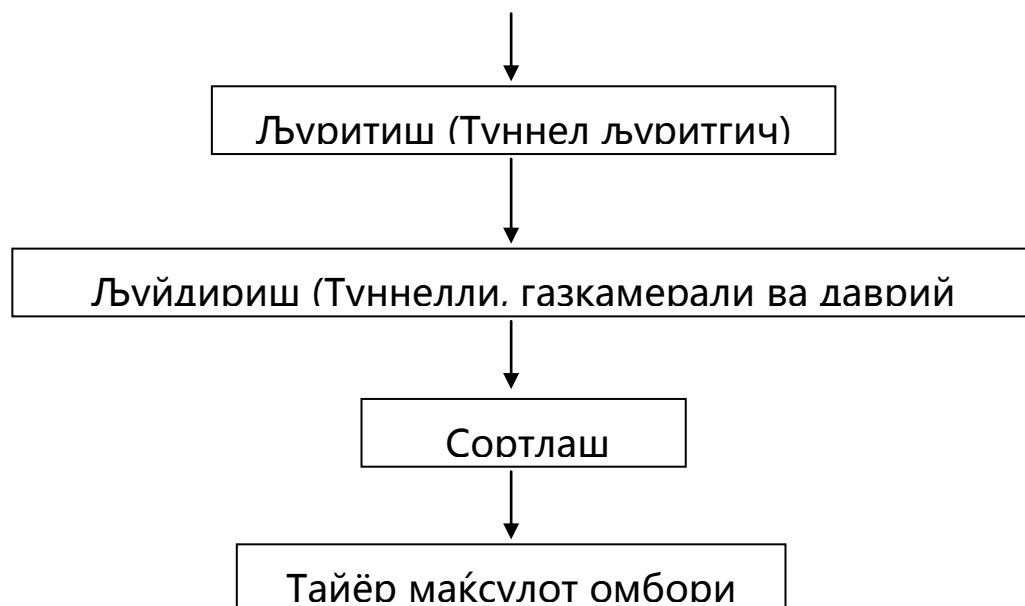 Љуритиш (Туннел љуритгич)
Љуйдириш (Туннелли, газкамерали ва даврий
Сортлаш
Тайёр маќсулот омбори